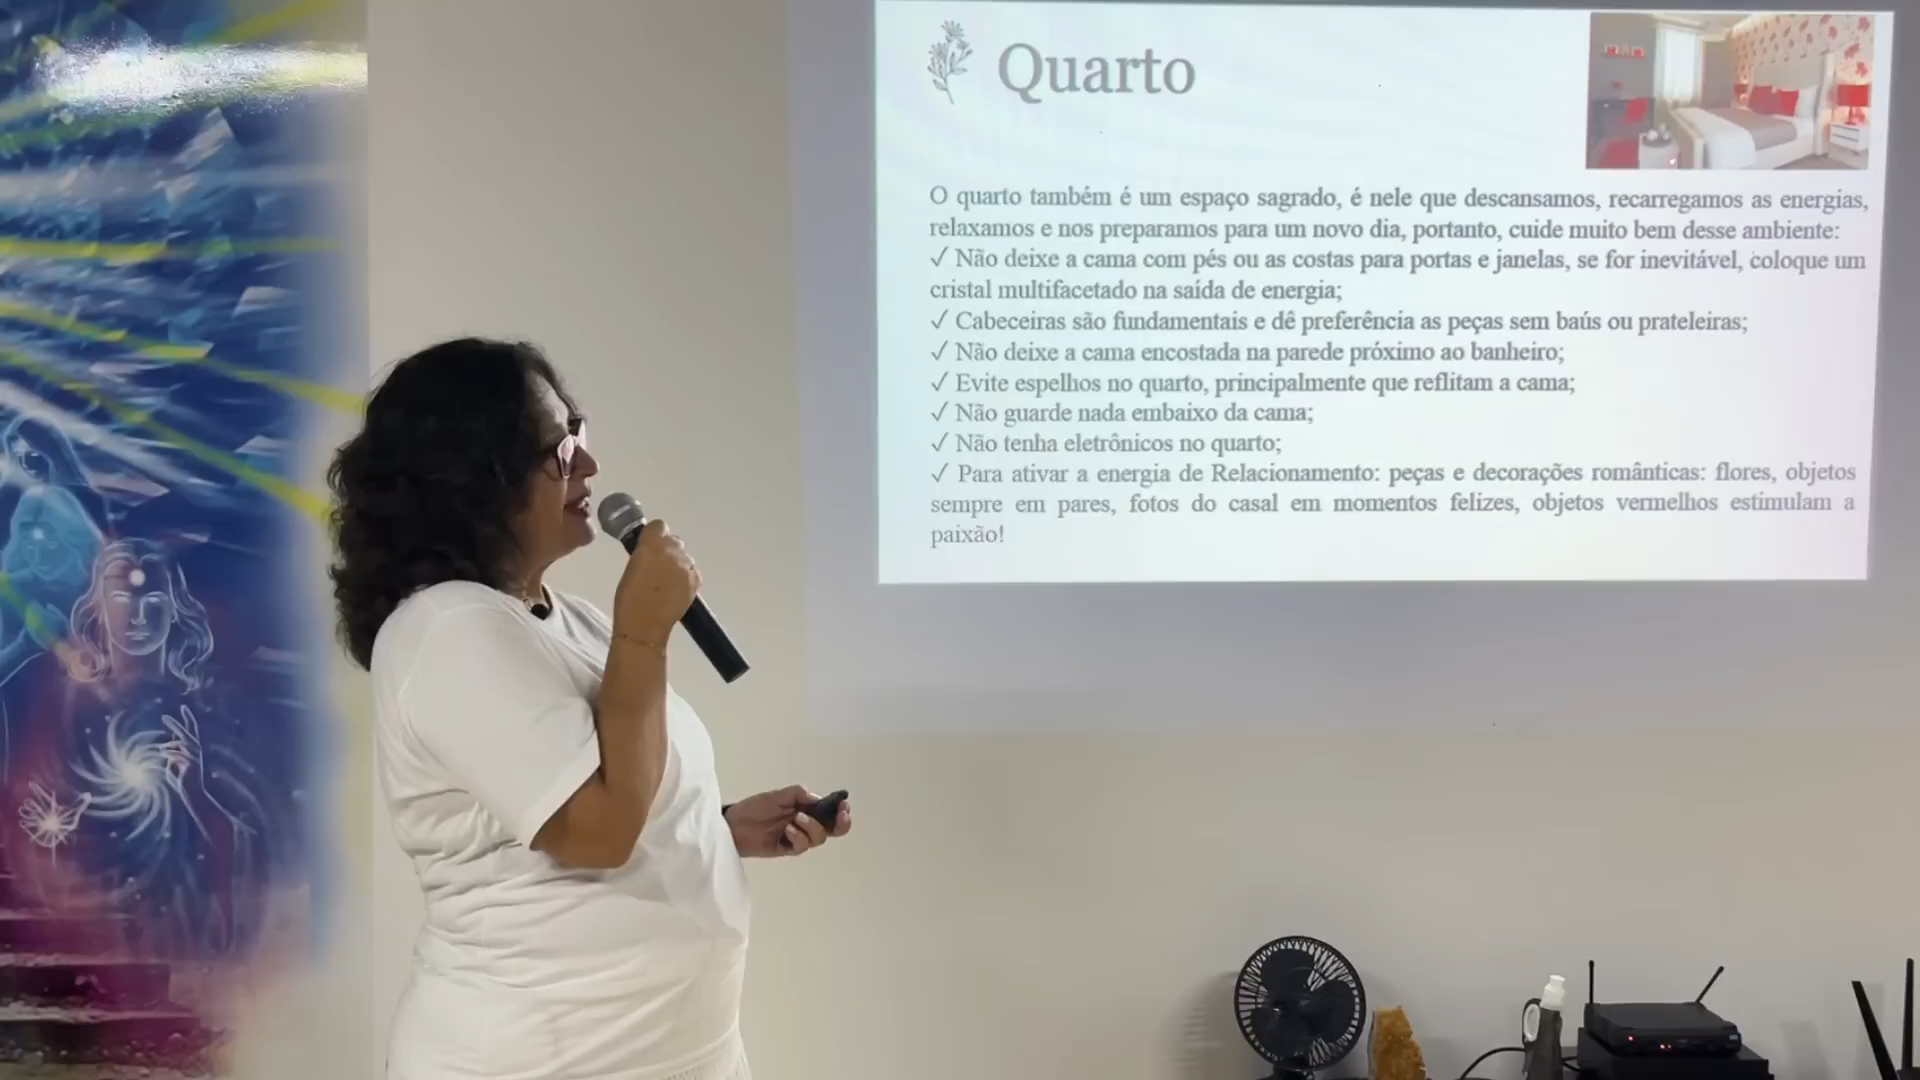 Quarto
O quarto também é um espaço sagrado, é nele que descansamos, recarregamos as energias,
relaxamos e nos preparamos para um novo dia, portanto, cuide muito bem desse ambiente:
✓ Não deixe a cama com pés ou as costas para portas e janelas, se for inevitável, coloque um
cristal multifacetado na saída de energia;
✓ Cabeceiras são fundamentais e dê preferência as peças sem baús ou prateleiras;
✓ Não deixe a cama encostada na parede próximo ao banheiro;
✓ Evite espelhos no quarto, principalmente que reflitam a cama;
✓ Não guarde nada embaixo da cama;
✓ Não tenha eletrônicos no quarto;
✓ Para ativar a energia de Relacionamento: peças e decorações românticas: flores, objetos
sempre em pares, fotos do casal em momentos felizes, objetos vermelhos estimulam a
paixão!